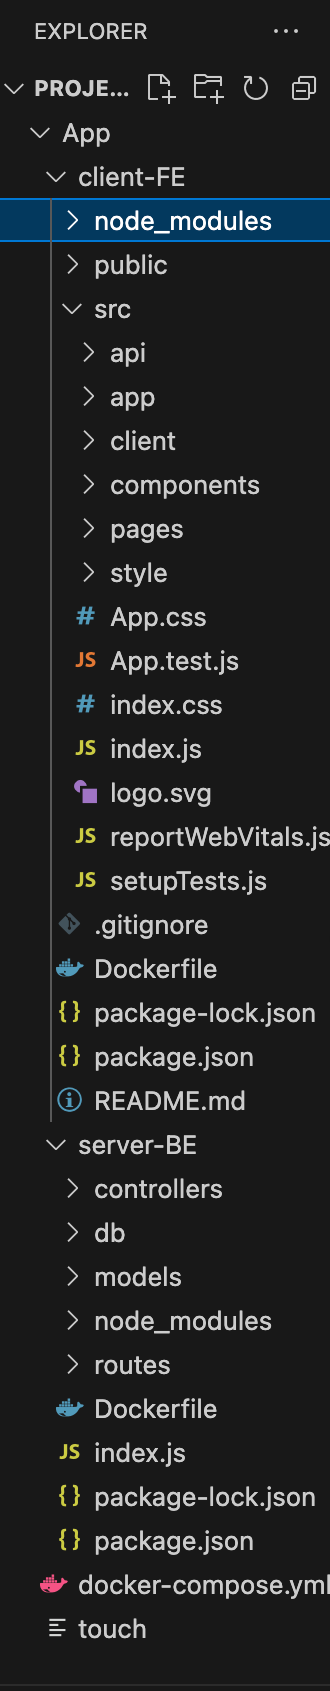 EXPLORER
PROJE...
App
client-FE
node_modules
public
src
api
app
client
components
pages
style
# App.css
JS App.test.js
# index.css
JS index.js
logo.svg
JS reportWebVitals.js
JS setupTests.js
.gitignore
Dockerfile
{} package-lock.json
{} package.json
README.md
server-BE
controllers
db
models
node_modules
routes
Dockerfile
JS index.js
{} package-lock.json
{} package.json
docker-compose.yml
touch